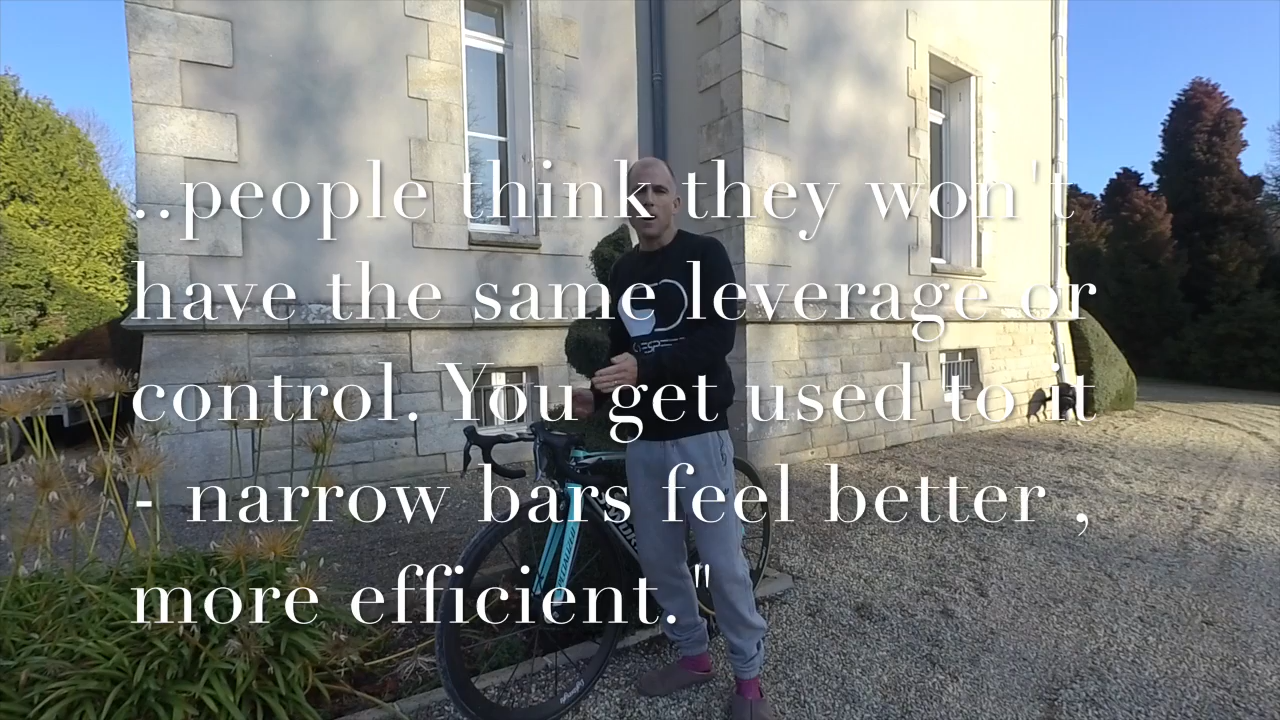 ..people think they won't
have the same leverage or
control. You get used to it
- narrow bars feel better ,
more efficient."
SPECIALIZED